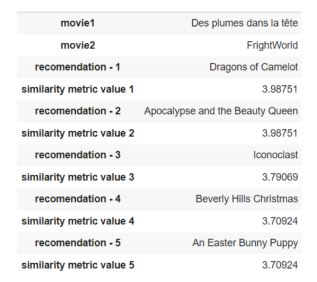 movie1 Des plumes dans la tête
movie2 FrightWorld
recomendation - 1 Dragons of Camelot
similarity metric value 1 3.98751
recomendation - 2 Apocalypse and the Beauty Queen
similarity metric value 2 3.98751
recomendation - 3 Iconoclast
similarity metric value 3 3.79069
recomendation - 4 Beverly Hills Christmas
similarity metric value 4 3.70924
recomendation - 5 An Easter Bunny Puppy
similarity metric value 5 3.70924